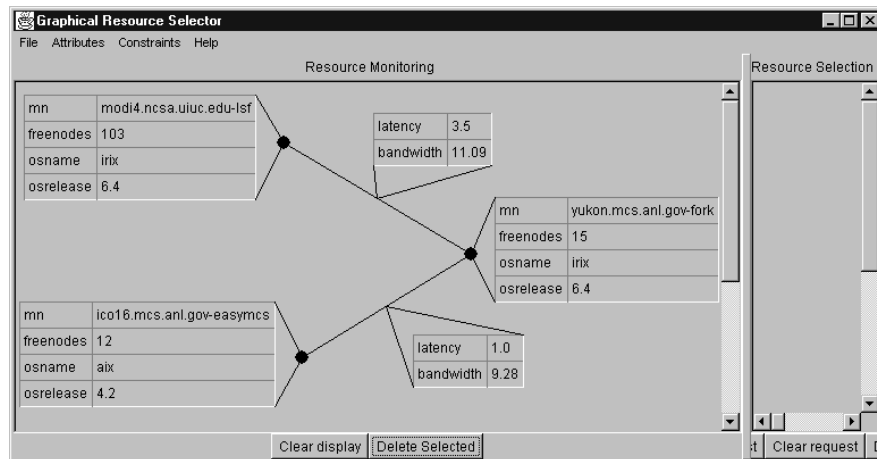 Graphical Resource Selector
File Attributes Constraints Help
Resource Monitoring
Resource Selection
mn modi4.ncsa.uiuc.edu-lsf
freenodes 103
osname irix
osrelease 6.4
latency 3.5
bandwidth 11.09
mn yukon.mcs.anl.gov-fork
freenodes 15
osname irix
osrelease 6.4
mn ico16.mcs.anl.gov-easymcs
freenodes 12
osname aix
osrelease 4.2
latency 1.0
bandwidth 9.28
Clear display Delete Selected
Clear request